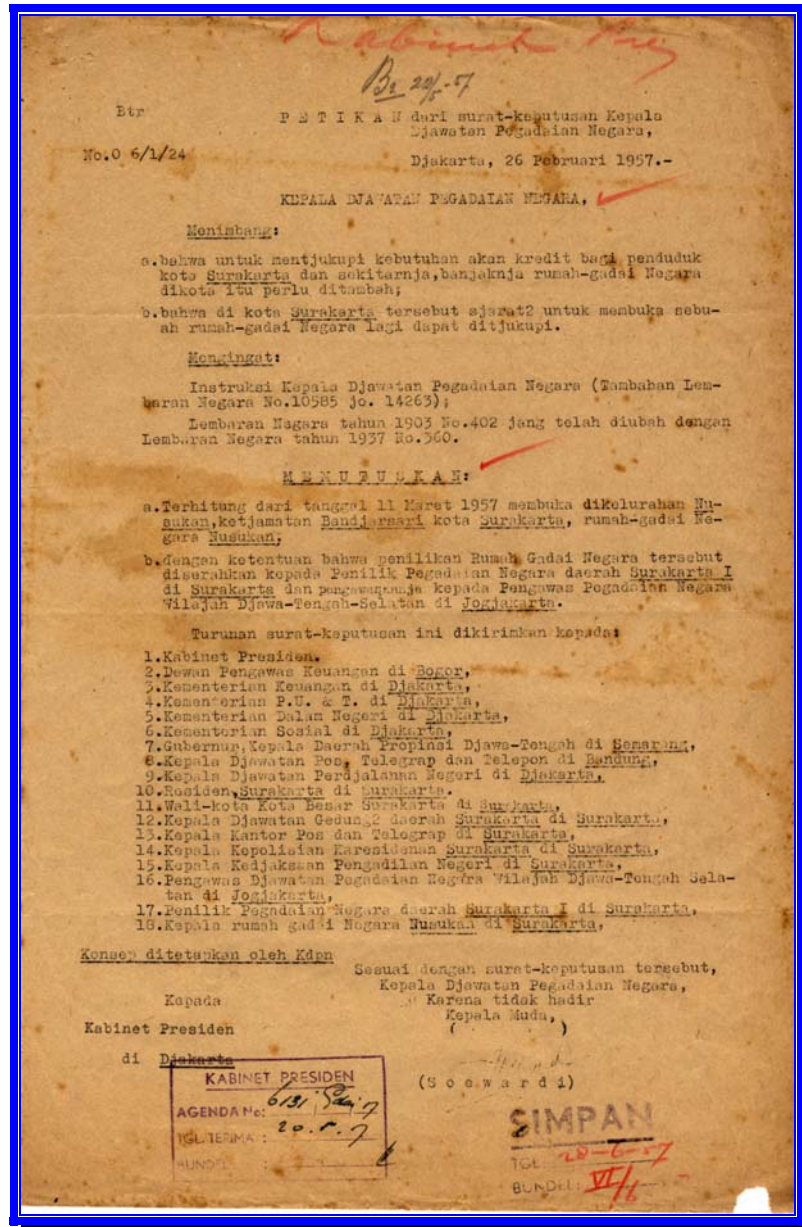 Kabinet Pre
Be 22/5-57
Btr
P E T I K A N dari surat-keputusan Kepala
Djawatan Pegadaian Negara,
No.0 6/1/24
Djakarta, 26 Pebruari 1957.-
KEPALA DJAWATAN PEGADAIAN NEGARA,
Menimbang:
a.bahwa untuk mentjukupi kebutuhan akan kredit bagi penduduk
kota Surakarta dan sekitarnja,banjaknja rumah-gadai Negara
dikota itu perlu ditambah;
b.bahwa di kota Surakarta tersebut sjarat2 untuk membuka sebu-
ah rumah-gadai Negara lagi dapat ditjukupi.
Mengingat:
Instruksi Kepala Djawatan Pegadaian Negara (Tambahan Lem-
baran Negara No.10585 jo. 14263);
Lembaran Negara tahun 1903 No.402 jang telah diubah dengan
Lembaran Negara tahun 1937 No.360.
M E M U T U S K A N:
a.Terhitung dari tanggal 11 Maret 1957 membuka dikelurahan Nu-
sukan,ketjamatan Bandjarsari kota Surakarta, rumah-gadai Ne-
gara Nusukan;
b.dengan ketentuan bahwa penilikan Rumah Gadai Negara tersebut
diserahkan kepada Penilik Pegadaian Negara daerah Surakarta I
di Surakarta dan pengawasannja kepada Pengawas Pegadaian Negara
Wilajah Djawa-Tengah-Selatan di Jogjakarta.
Turunan surat-keputusan ini dikirimkan kepada:
1.Kabinet Presiden.
2.Dewan Pengawas Keuangan di Bogor,
3.Kementerian Keuangan di Djakarta,
4.Kementerian P.U. & T. di Djakarta,
5.Kementerian Dalam Negeri di Djakarta,
6.Kementerian Sosial di Djakarta,
7.Gubernur,Kepala Daerah Propinsi Djawa-Tengah di Semarang,
8.Kepala Djawatan Pos, Telegrap dan Telepon di Bandung,
9.Kepala Djawatan Perdjalanan Negeri di Djakarta,
10.Residen,Surakarta di Surakarta.
11.Wali-kota Kota Besar Surakarta di Surakarta,
12.Kepala Djawatan Gedung2 daerah Surakarta di Surakarta,
13.Kepala Kantor Pos dan Telegrap di Surakarta,
14.Kepala Kepolisian Karesidenan Surakarta di Surakarta,
15.Kepala Kedjaksaan Pengadilan Negeri di Surakarta,
16.Pengawas Djawatan Pegadaian Negara Wilajah Djawa-Tengah Sela-
tan di Jogjakarta,
17.Penilik Pegadaian Negara daerah Surakarta I di Surakarta,
18.Kepala rumah gadai Negara Nusukan di Surakarta,
Konsep ditetapkan oleh Kdpn
Sesuai dengan surat-keputusan tersebut,
Kepala Djawatan Pegadaian Negara,
Kepada
Karena tidak hadir
Kepala Muda,
Kabinet Presiden
( . . )
di Djakarta
(S o e w a r d i)
KABINET PRESIDEN
AGENDA No: 6131
TGL. TERIMA : 20.5.7
BUNDEL :
SIMPAN
TGL: 28-6-57
BUNDEL: VI/6